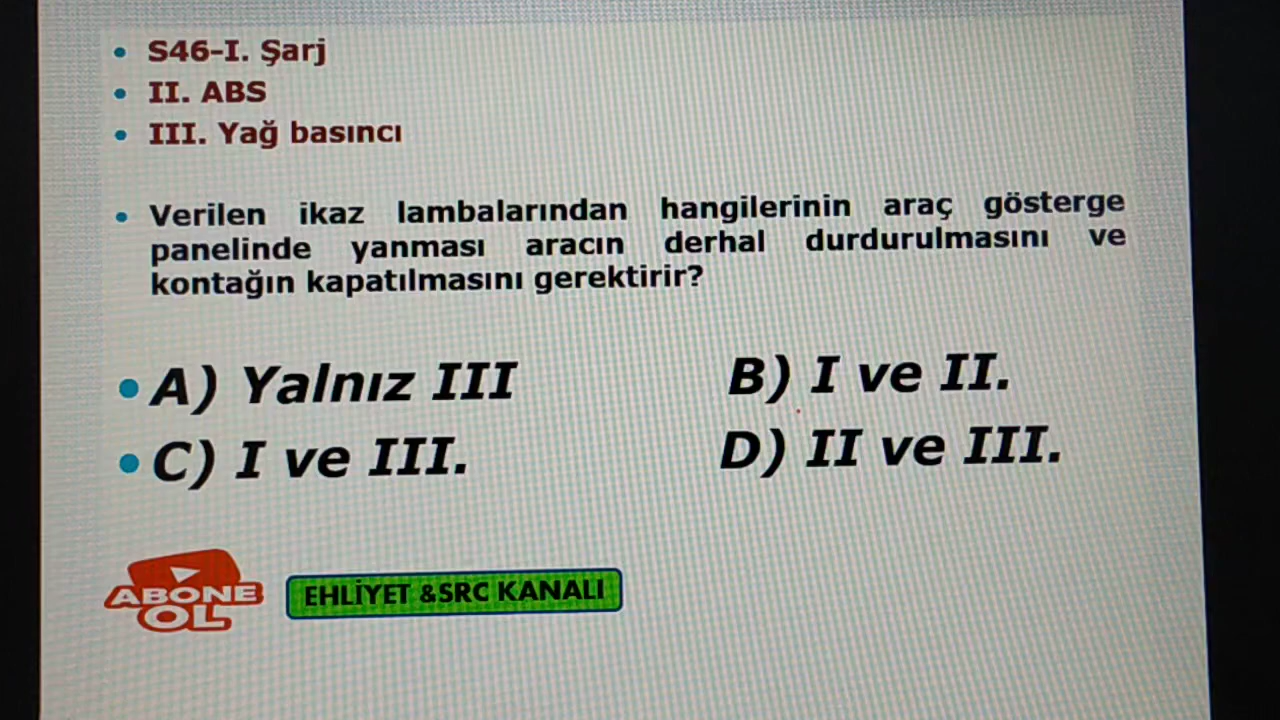 S46-I. Şarj
II. ABS
III. Yağ basıncı
Verilen ikaz lambalarından hangilerinin araç gösterge
panelinde yanması aracın derhal durdurulmasını ve
kontağın kapatılmasını gerektirir?
A) Yalnız III B) I ve II.
C) I ve III. D) II ve III.
ABONE
OL
EHLİYET &SRC KANALI